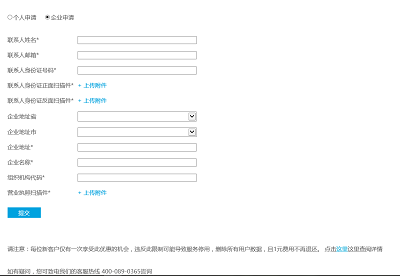 个人申请 企业申请
联系人姓名*
联系人邮箱*
联系人身份证号码*
联系人身份证正面扫描件* + 上传附件
联系人身份证反面扫描件* + 上传附件
企业地址省
企业地址市
企业地址*
企业名称*
组织机构代码*
营业执照扫描件* + 上传附件
提交
请注意：每位新客户仅有一次享受此优惠的机会，违反此限制可能导致服务停用，删除所有用户数据，且1元费用不再退还。 点击这里这里查阅详情
如有疑问，您可致电我们的客服热线 400-089-0365咨询